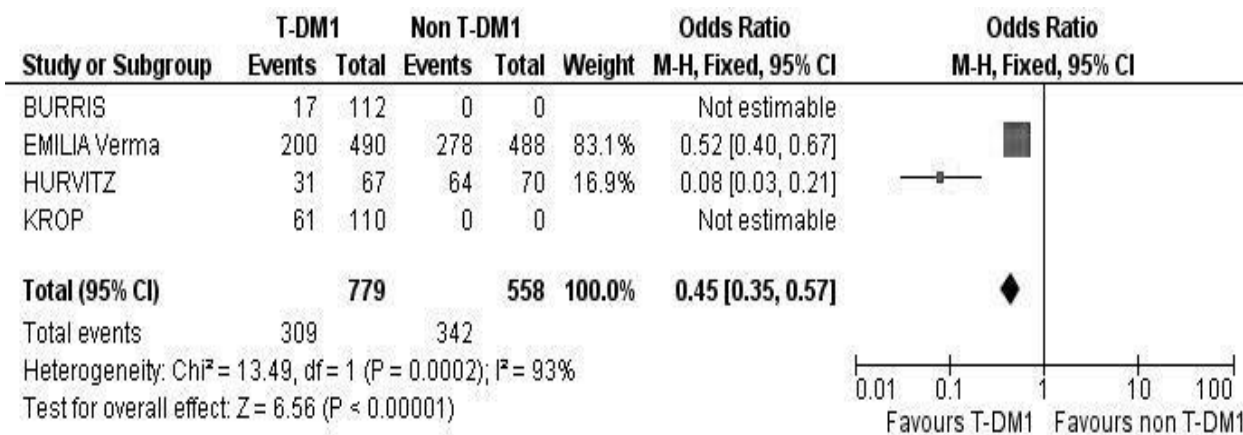 T-DM1 Non T-DM1 Odds Ratio Odds Ratio
Study or Subgroup Events Total Events Total Weight M-H, Fixed, 95% CI M-H, Fixed, 95% CI
BURRIS 17 112 0 0 Not estimable
EMILIA Verma 200 490 278 488 83.1% 0.52 [0.40, 0.67]
HURVITZ 31 67 64 70 16.9% 0.08 [0.03, 0.21]
KROP 61 110 0 0 Not estimable
Total (95% CI) 779 558 100.0% 0.45 [0.35, 0.57]
Total events 309 342
Heterogeneity: Chi² = 13.49, df = 1 (P = 0.0002); I² = 93%
Test for overall effect: Z = 6.56 (P < 0.00001)
0.01 0.1 1 10 100
Favours T-DM1 Favours non T-DM1